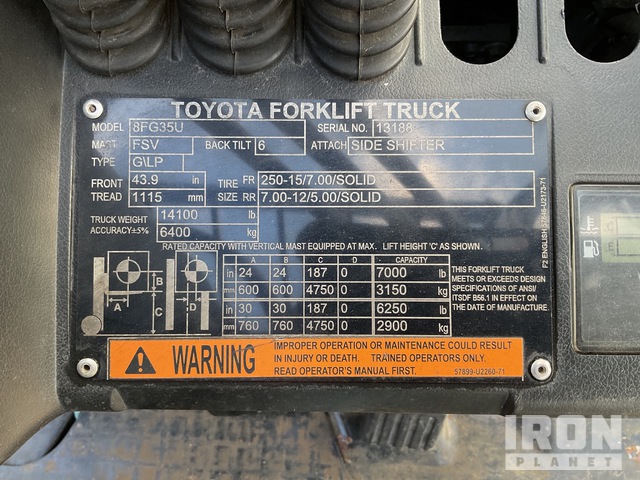 TOYOTA FORKLIFT TRUCK
MODEL 8FG35U SERIAL NO. 13188
MAST FSV BACK TILT 6 ATTACH SIDE SHIFTER
TYPE G\LP
FRONT 43.9 in TIRE FR 250-15/7.00/SOLID
TREAD 1115 mm SIZE RR 7.00-12/5.00/SOLID
TRUCK WEIGHT 14100 lb
ACCURACY±5% 6400 kg
RATED CAPACITY WITH VERTICAL MAST EQUIPPED AT MAX. LIFT HEIGHT 'C' AS SHOWN.
A B C D CAPACITY
in 24 24 187 0 7000 lb
mm 600 600 4750 0 3150 kg
in 30 30 187 0 6250 lb
mm 760 760 4750 0 2900 kg
A B C D
THIS FORKLIFT TRUCK
MEETS OR EXCEEDS DESIGN
SPECIFICATIONS OF ANSI/
ITSDF B56.1 IN EFFECT ON
THE DATE OF MANUFACTURE.
F2 ENGLISH 57846-U2173-71
WARNING
IMPROPER OPERATION OR MAINTENANCE COULD RESULT
IN INJURY OR DEATH. TRAINED OPERATORS ONLY.
READ OPERATOR'S MANUAL FIRST. 57899-U2260-71
E
IRON
PLANET